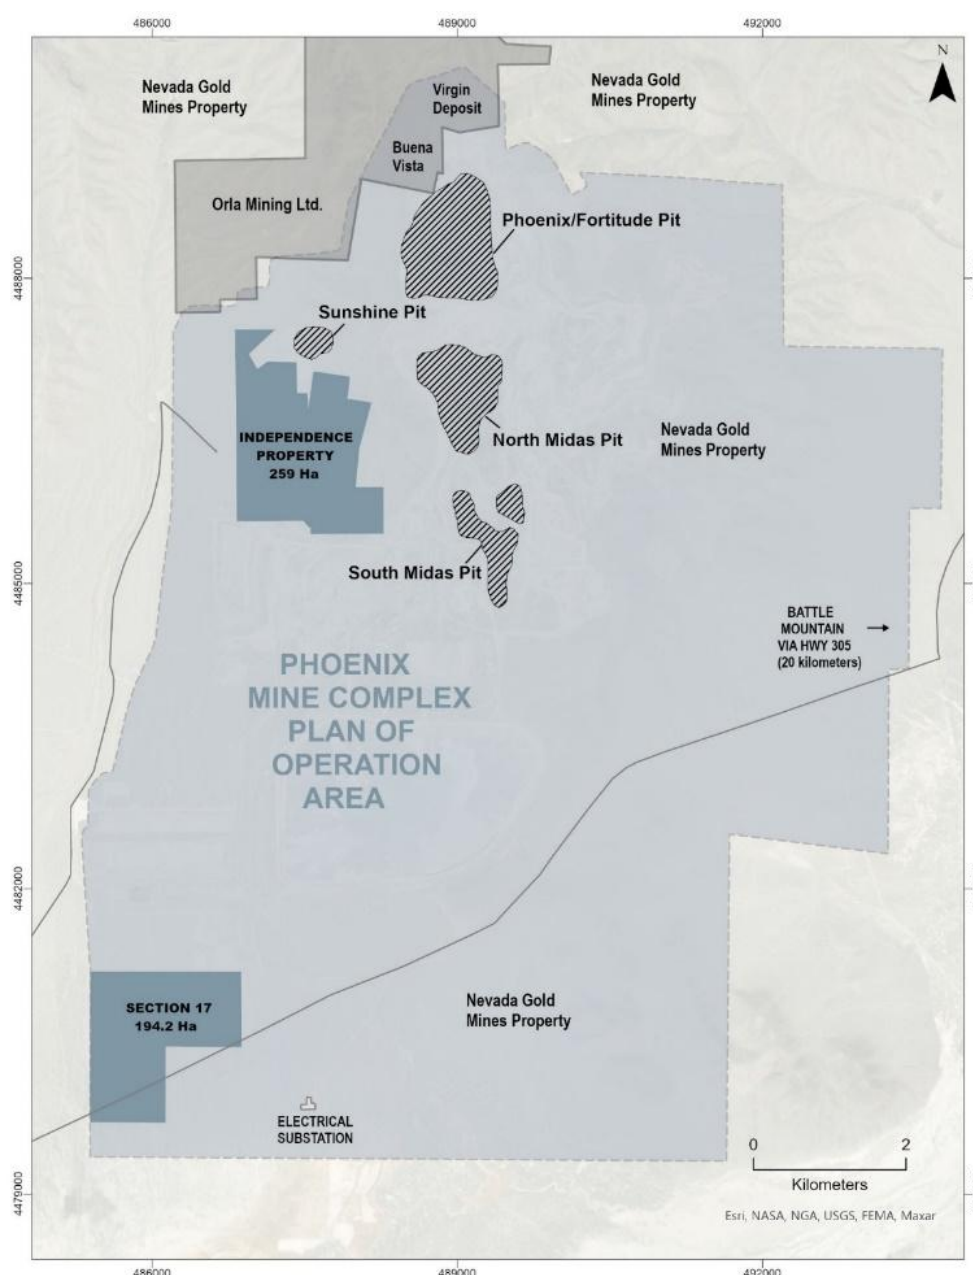 486000
489000
492000
N
Nevada Gold
Mines Property
Virgin
Deposit
Nevada Gold
Mines Property
Buena
Vista
Orla Mining Ltd.
Phoenix/Fortitude Pit
4488000
Sunshine Pit
INDEPENDENCE
PROPERTY
259 Ha
North Midas Pit
Nevada Gold
Mines Property
South Midas Pit
4485000
BATTLE
MOUNTAIN
VIA HWY 305
(20 kilometers)
PHOENIX
MINE COMPLEX
PLAN OF
OPERATION
AREA
4482000
SECTION 17
194.2 Ha
Nevada Gold
Mines Property
ELECTRICAL
SUBSTATION
0 2
Kilometers
4479000
Esri, NASA, NGA, USGS, FEMA, Maxar
486000
489000
492000